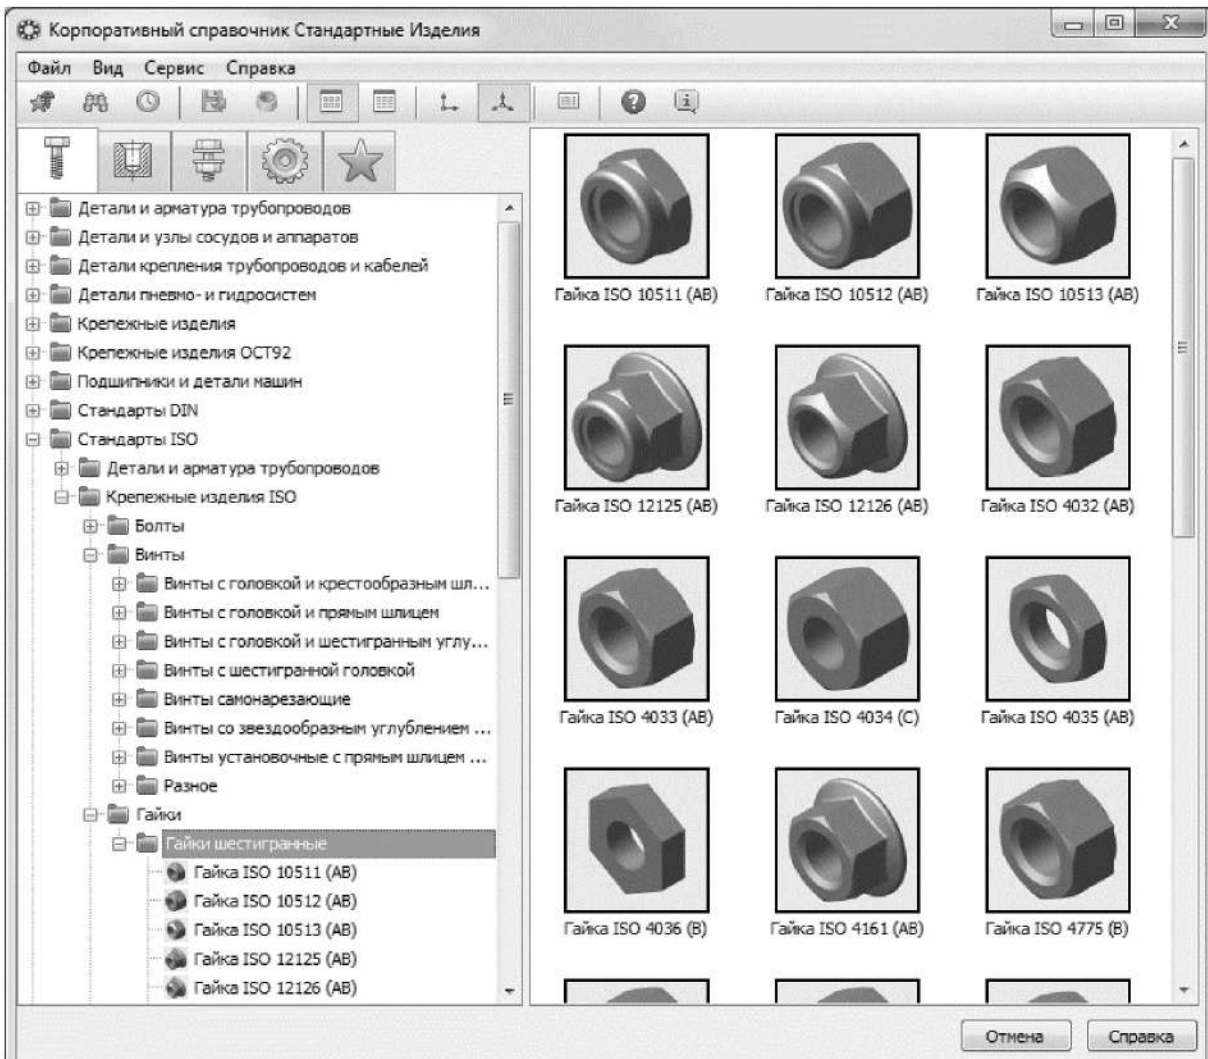 Корпоративный справочник Стандартные Изделия
Файл Вид Сервис Справка
Детали и арматура трубопроводов
Детали и узлы сосудов и аппаратов
Детали крепления трубопроводов и кабелей
Детали пневмо- и гидросистем
Крепежные изделия
Крепежные изделия ОСТ92
Подшипники и детали машин
Стандарты DIN
Стандарты ISO
Детали и арматура трубопроводов
Крепежные изделия ISO
Болты
Винты
Винты с головкой и крестообразным шл...
Винты с головкой и прямым шлицем
Винты с головкой и шестигранным углу...
Винты с шестигранной головкой
Винты самонарезающие
Винты со звездообразным углублением ...
Винты установочные с прямым шлицем ...
Разное
Гайки
Гайки шестигранные
Гайка ISO 10511 (AB)
Гайка ISO 10512 (AB)
Гайка ISO 10513 (AB)
Гайка ISO 12125 (AB)
Гайка ISO 12126 (AB)
Гайка ISO 10511 (AB) Гайка ISO 10512 (AB) Гайка ISO 10513 (AB)
Гайка ISO 12125 (AB) Гайка ISO 12126 (AB) Гайка ISO 4032 (AB)
Гайка ISO 4033 (AB) Гайка ISO 4034 (C) Гайка ISO 4035 (AB)
Гайка ISO 4036 (B) Гайка ISO 4161 (AB) Гайка ISO 4775 (B)
Отмена Справка